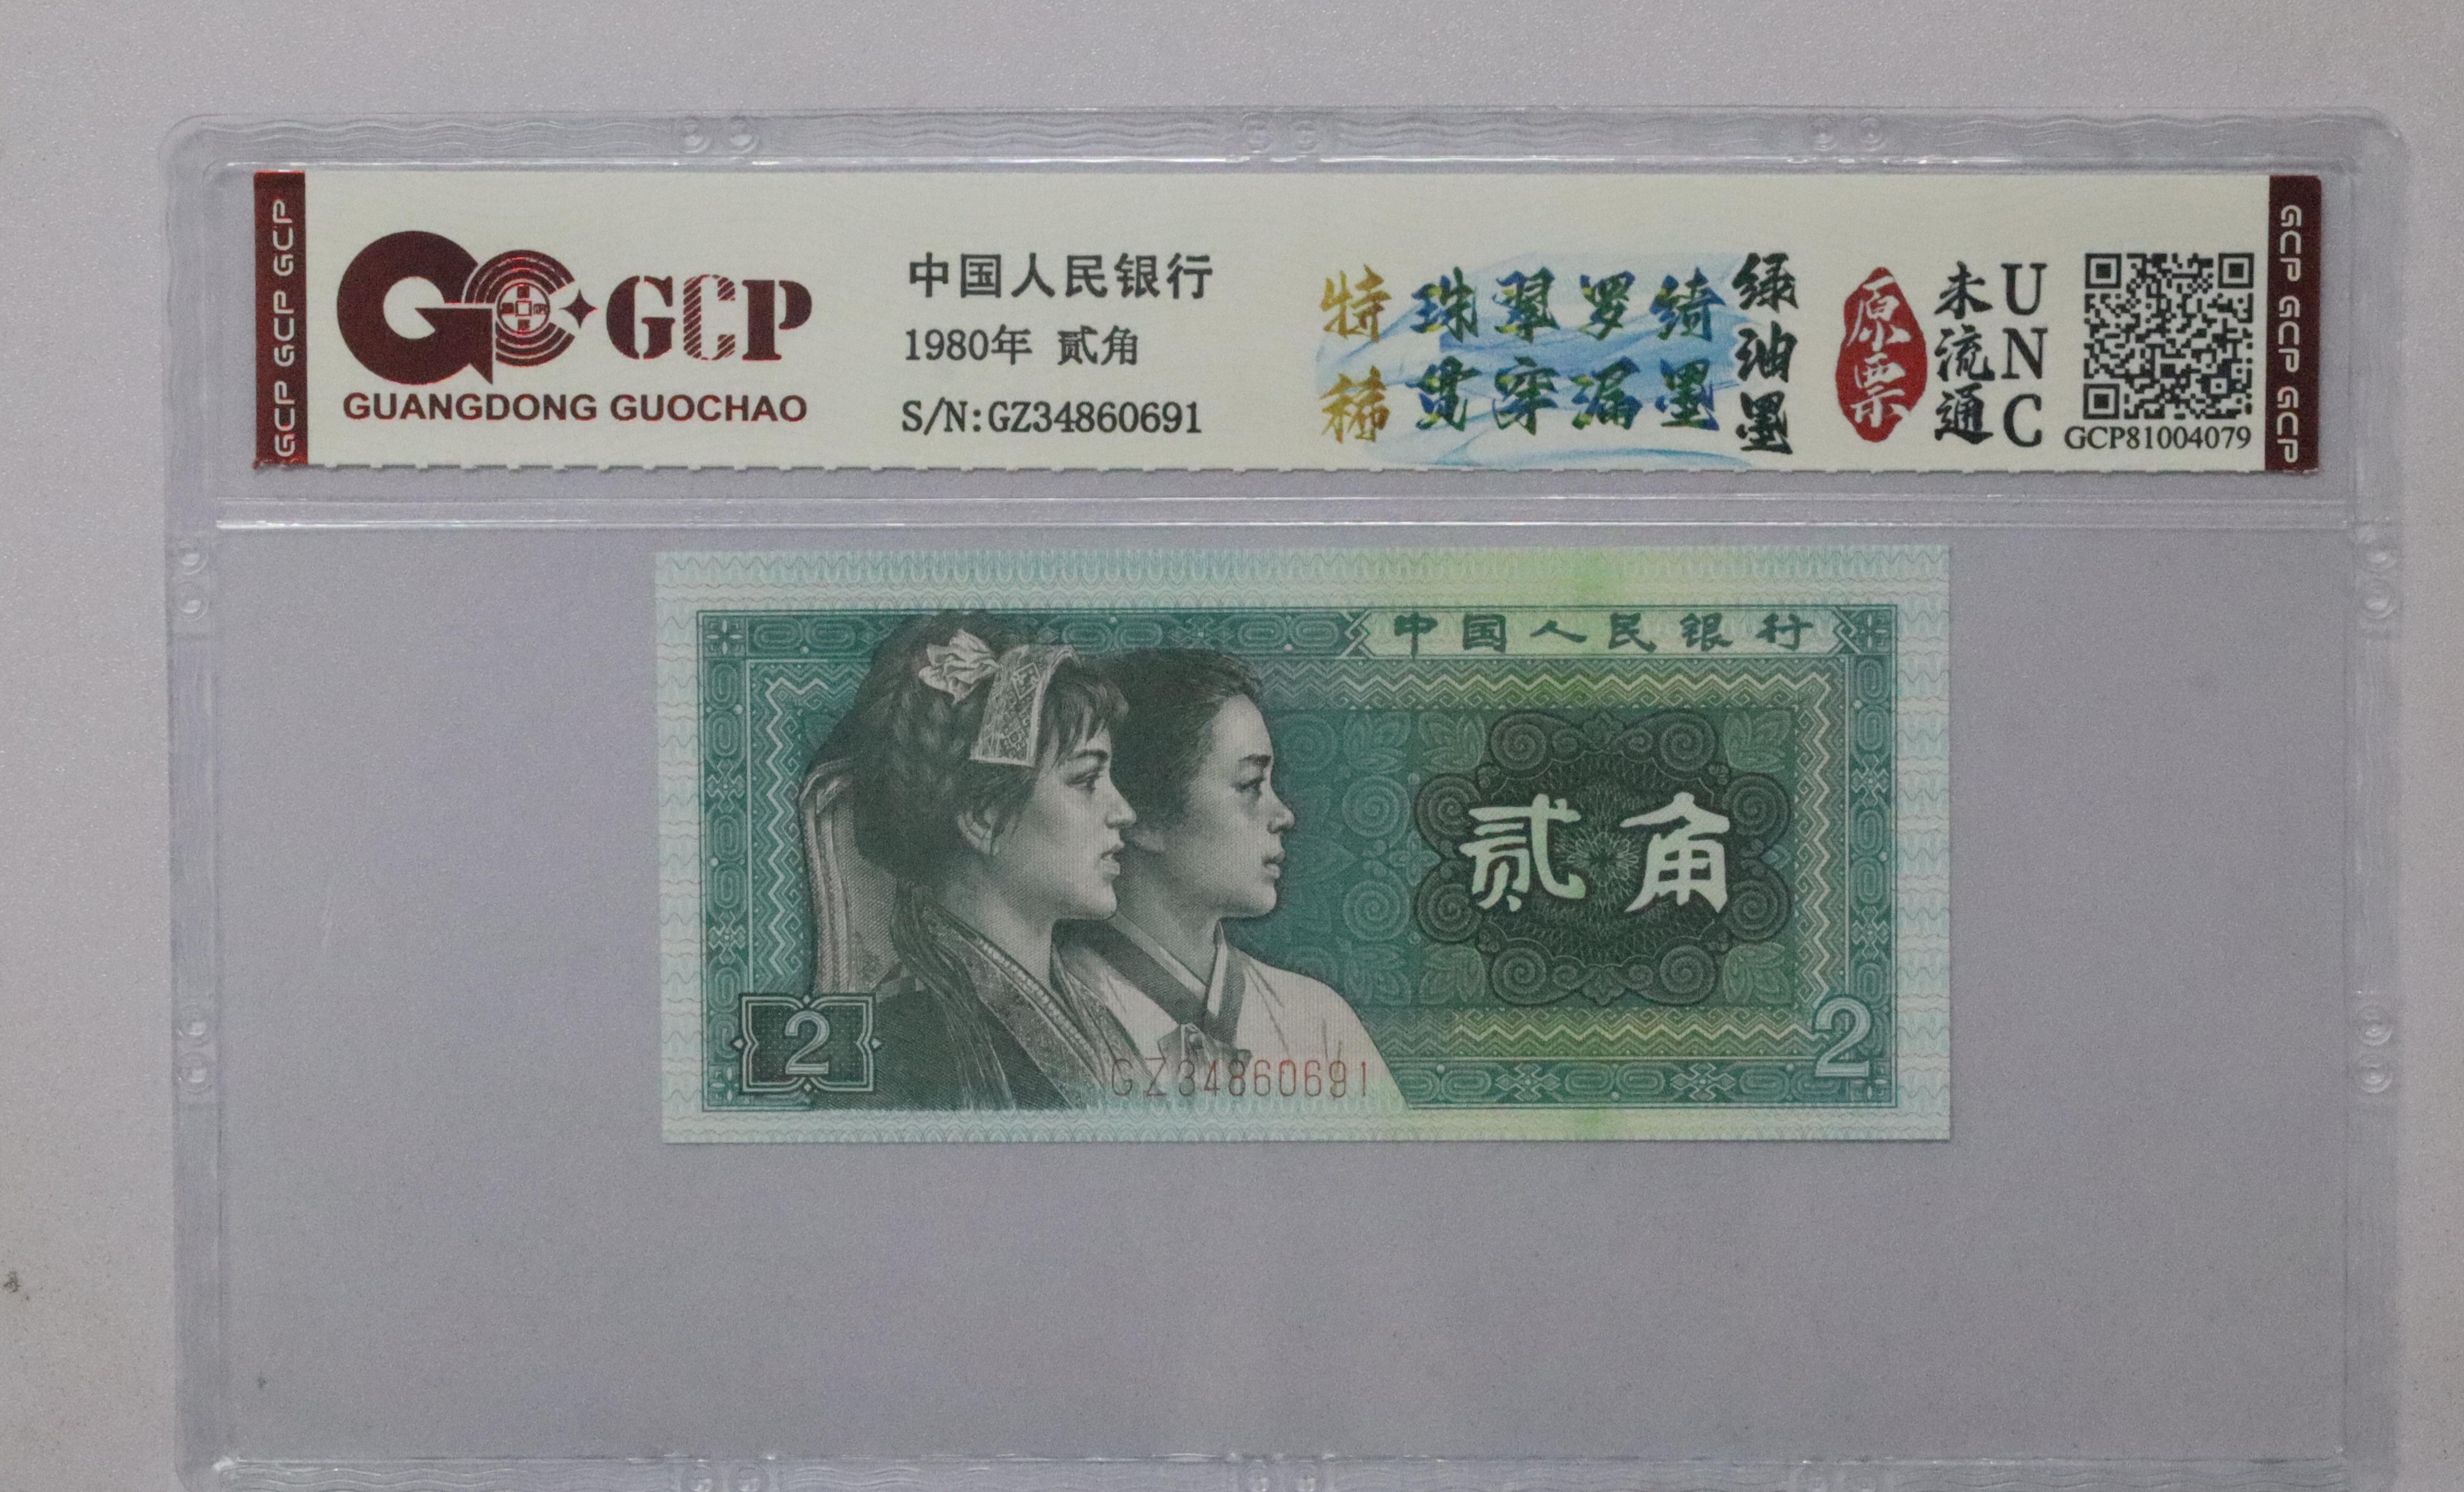 GCP GCP GCP
GCP
GUANGDONG GUOCHAO
中国人民银行
1980年 贰角
S/N:GZ34860691
特稀
珠翠罗绮
贯穿漏墨
绿油墨
原票
未流通
UNC
GCP81004079
GCP GCP GCP
中国人民银行
贰角
2
2
GZ34860691